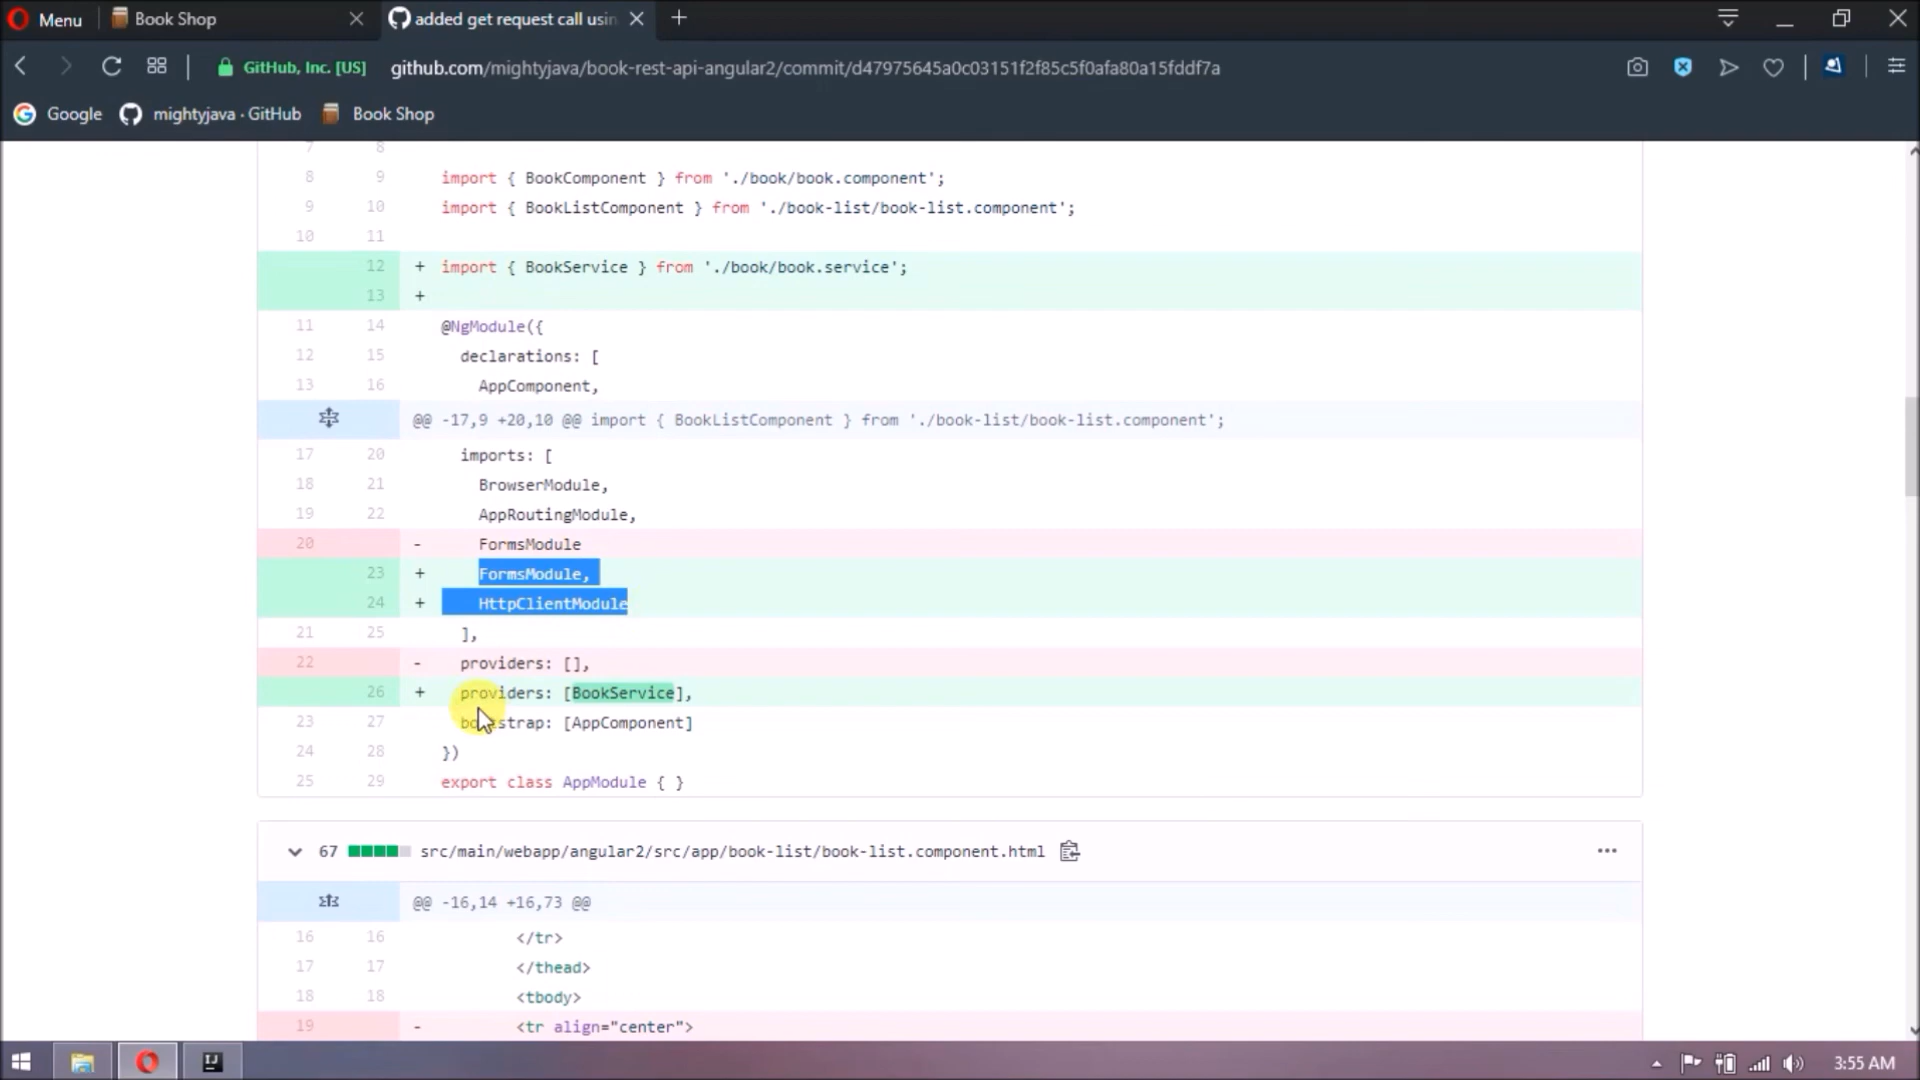 Menu
Book Shop
added get request call usin
GitHub, Inc. [US]
github.com/mightyjava/book-rest-api-angular2/commit/d47975645a0c03151f2f85c5f0afa80a15fddf7a
Google
mightyjava · GitHub
Book Shop
7 8
8 9 import { BookComponent } from './book/book.component';
9 10 import { BookListComponent } from './book-list/book-list.component';
10 11
12 + import { BookService } from './book/book.service';
13 +
11 14 @NgModule({
12 15 declarations: [
13 16 AppComponent,
@@ -17,9 +20,10 @@ import { BookListComponent } from './book-list/book-list.component';
17 20 imports: [
18 21 BrowserModule,
19 22 AppRoutingModule,
20 - FormsModule
23 + FormsModule,
24 + HttpClientModule
21 25 ],
22 - providers: [],
26 + providers: [BookService],
23 27 bootstrap: [AppComponent]
24 28 })
25 29 export class AppModule { }
67 src/main/webapp/angular2/src/app/book-list/book-list.component.html
@@ -16,14 +16,73 @@
16 16 </tr>
17 17 </thead>
18 18 <tbody>
19 - <tr align="center">
3:55 AM